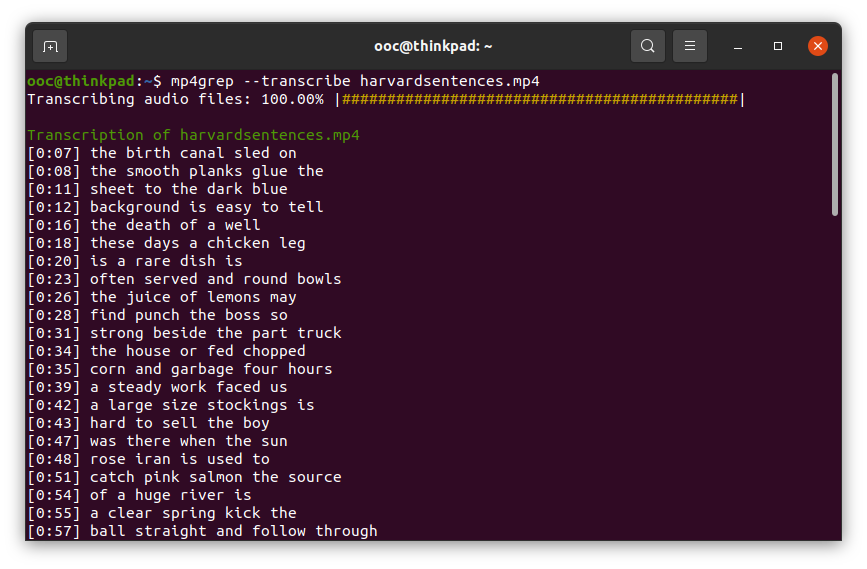 ooc@thinkpad: ~
ooc@thinkpad:~$ mp4grep --transcribe harvardsentences.mp4
Transcribing audio files: 100.00% |############################################|
Transcription of harvardsentences.mp4
[0:07] the birth canal sled on
[0:08] the smooth planks glue the
[0:11] sheet to the dark blue
[0:12] background is easy to tell
[0:16] the death of a well
[0:18] these days a chicken leg
[0:20] is a rare dish is
[0:23] often served and round bowls
[0:26] the juice of lemons may
[0:28] find punch the boss so
[0:31] strong beside the part truck
[0:34] the house or fed chopped
[0:35] corn and garbage four hours
[0:39] a steady work faced us
[0:42] a large size stockings is
[0:43] hard to sell the boy
[0:47] was there when the sun
[0:48] rose iran is used to
[0:51] catch pink salmon the source
[0:54] of a huge river is
[0:55] a clear spring kick the
[0:57] ball straight and follow through